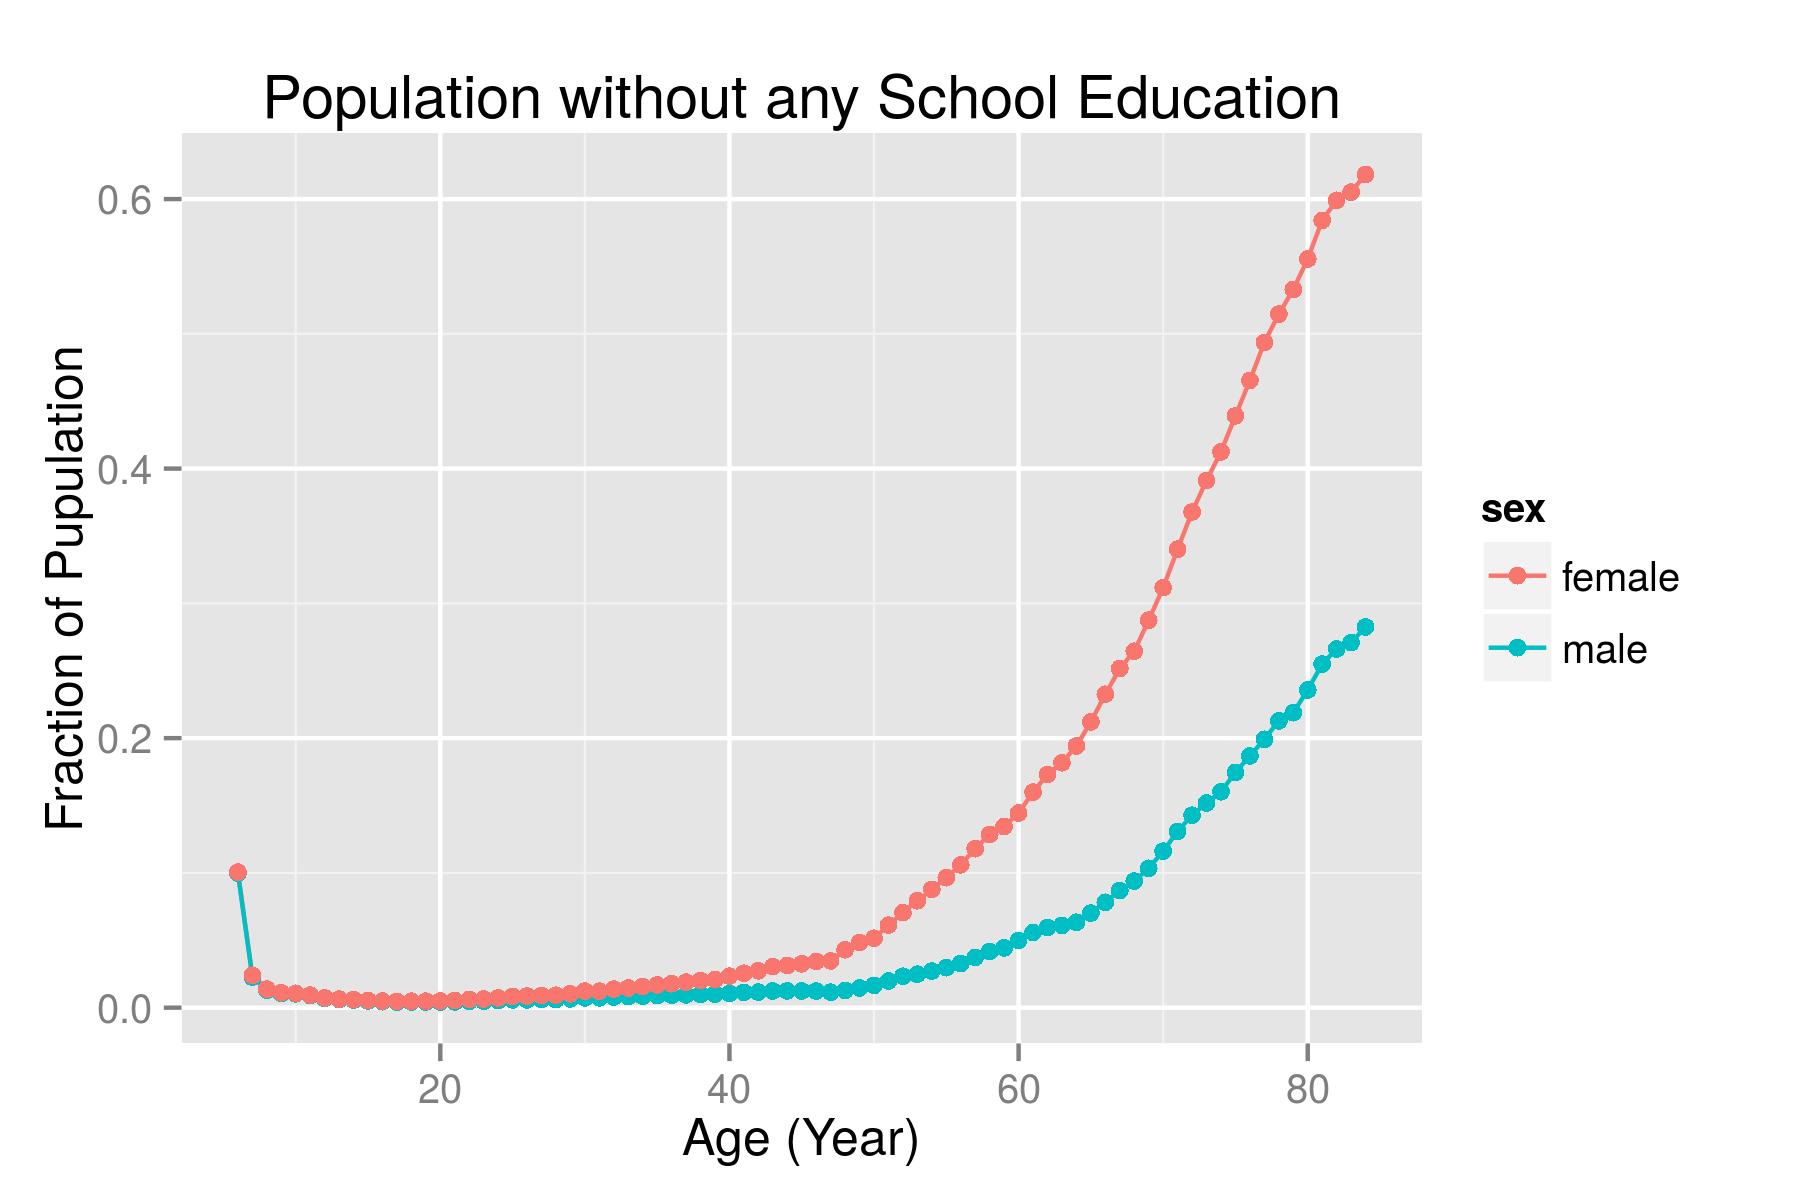 Population without any School Education
Fraction of Pupulation
0.6
0.4
0.2
0.0
20 40 60 80
Age (Year)
sex
female
male